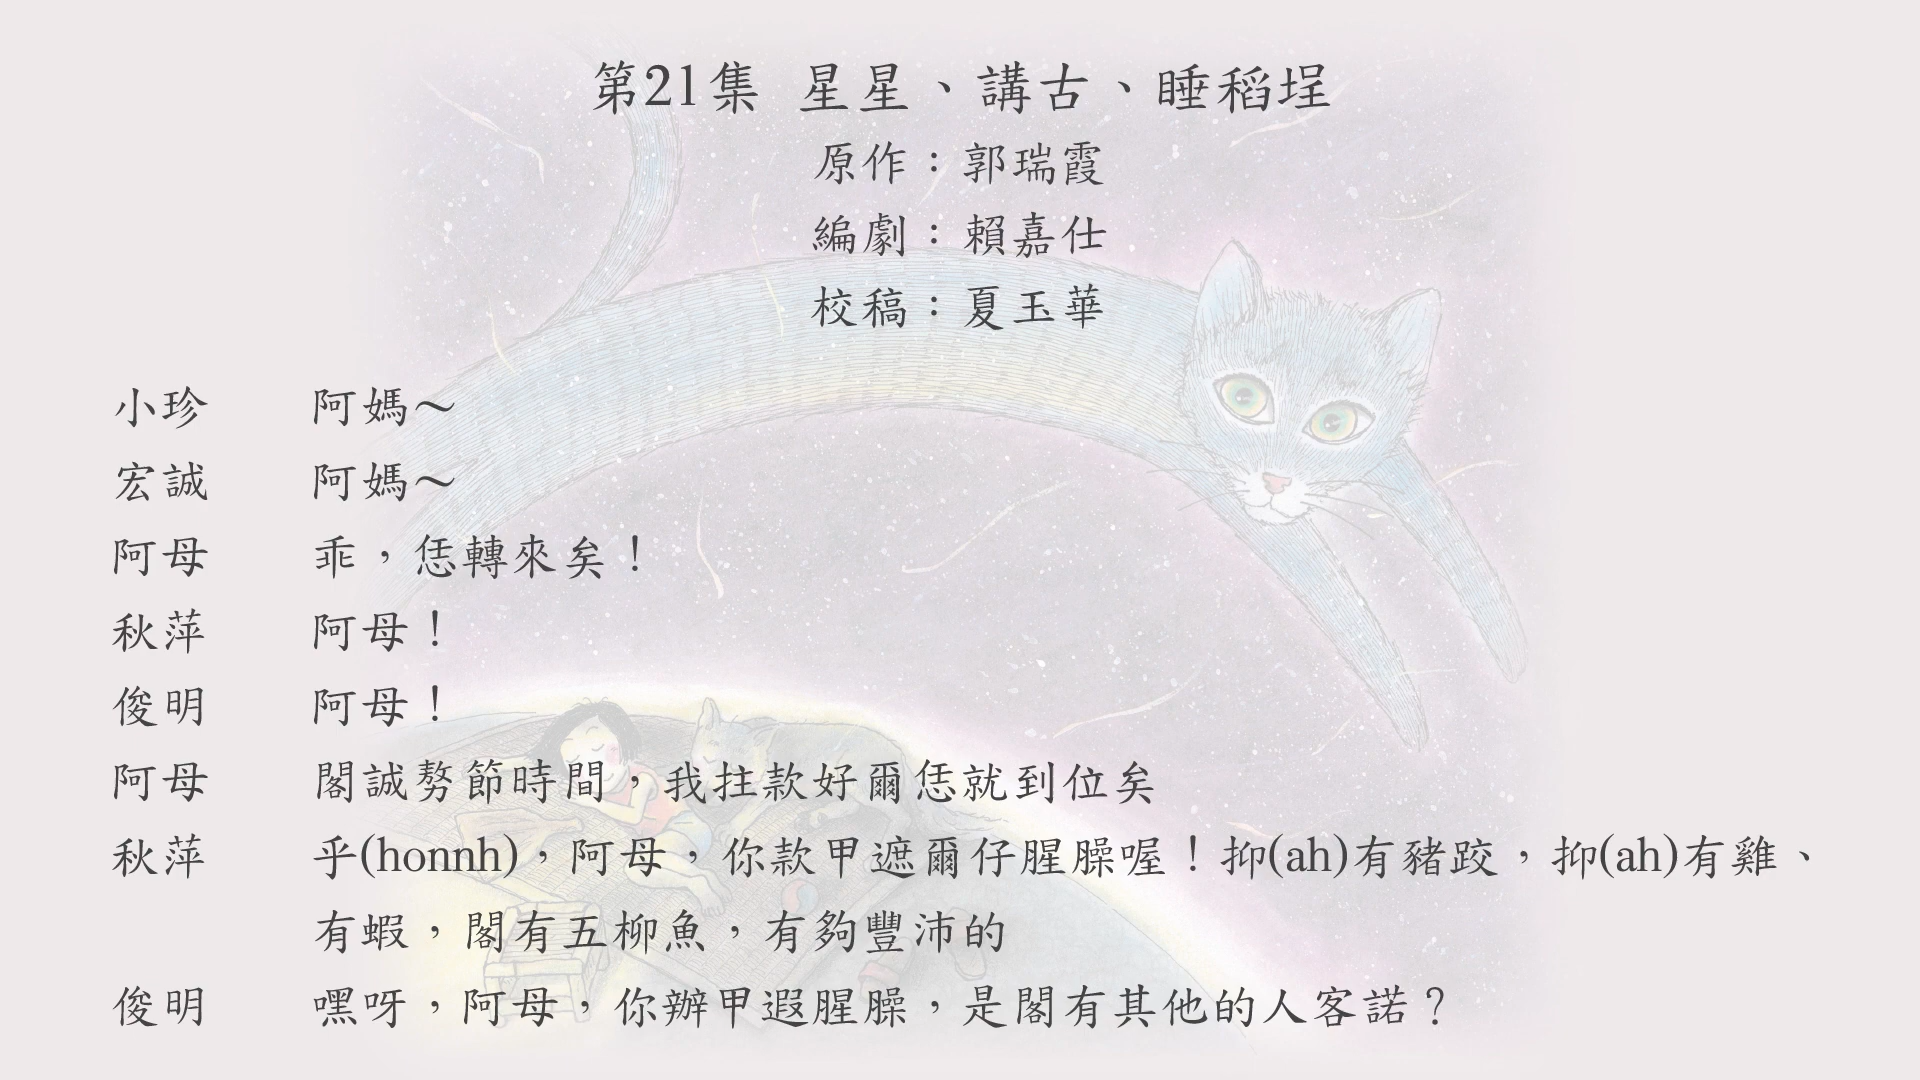 第21集 星星、講古、睡稻埕
原作：郭瑞霞
編劇：賴嘉仕
校稿：夏玉華
小珍 阿媽～
宏誠 阿媽～
阿母 乖，恁轉來矣！
秋萍 阿母！
俊明 阿母！
阿母 閣誠勢節時間，我拄款好爾恁就到位矣
秋萍 乎(honnh)，阿母，你款甲遮爾仔腥臊喔！抑(ah)有豬跤，抑(ah)有雞、
有蝦，閣有五柳魚，有夠豐沛的
俊明 嘿呀，阿母，你辦甲遐腥臊，是閣有其他的人客諾？